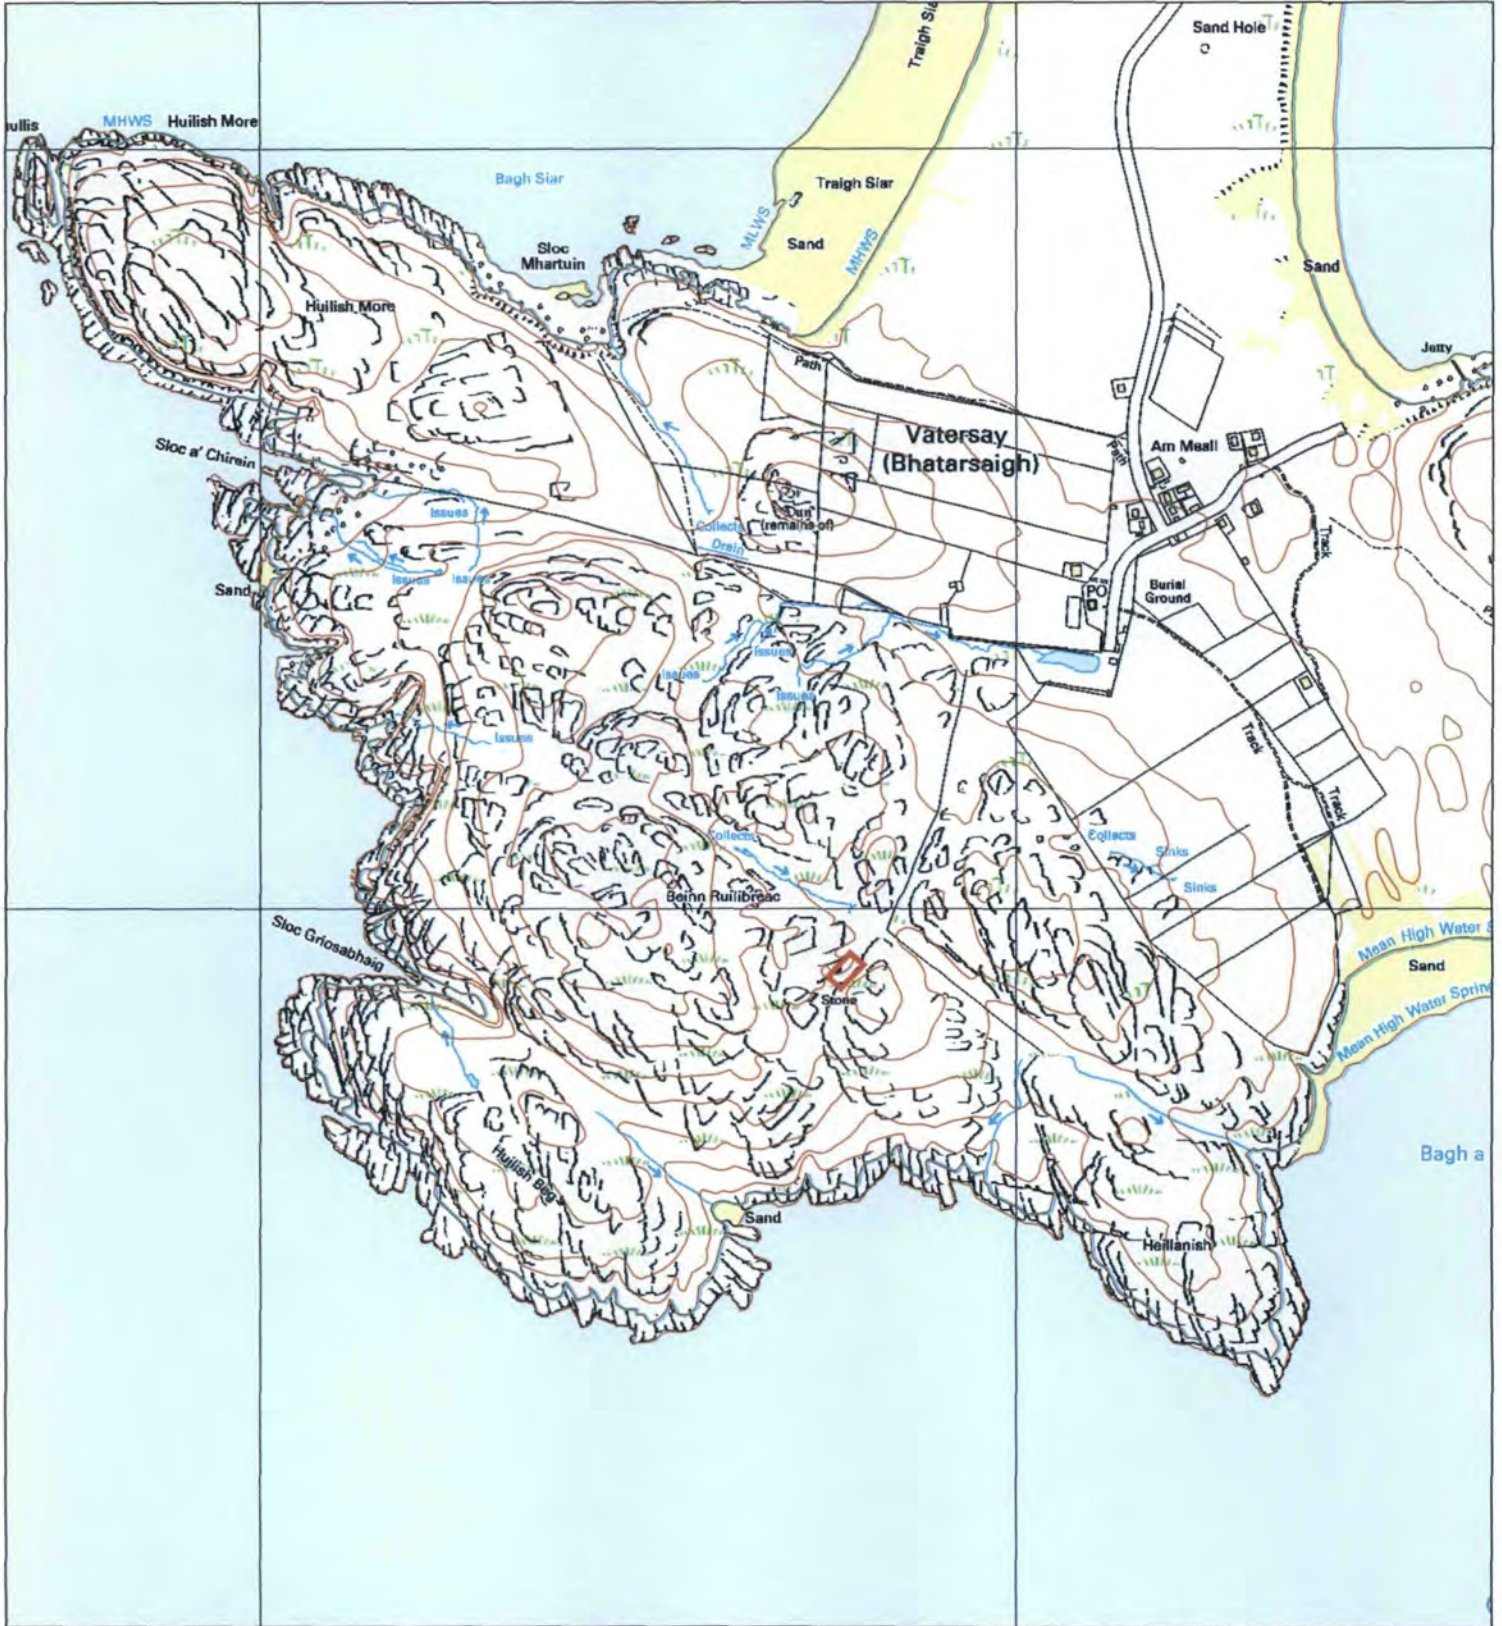 Traigh Sia
Sand Hole
ullis
MHWS
Huilish More
Bagh Siar
Traigh Siar
MLWS
Sand
MHWS
Sloc
Mhartuin
Sand
Huilish More
Jetty
Path
Vatersay
(Bhatarsaigh)
Path
Am Meall
Sloc a' Chirein
Issues
Collects
Drain
Dun
(remains of)
Track
Issues
Issues
Sand
PO
Burial
Ground
Issues
Issues
Issues
Issues
Track
Track
Collects
Collects
Sinks
Sinks
Beinn Ruilibreac
Sloc Griosabhaig
Mean High Water S
Sand
Stone
Mean High Water Spring
Bagh a
Huilish Beg
Sand
Heillanish